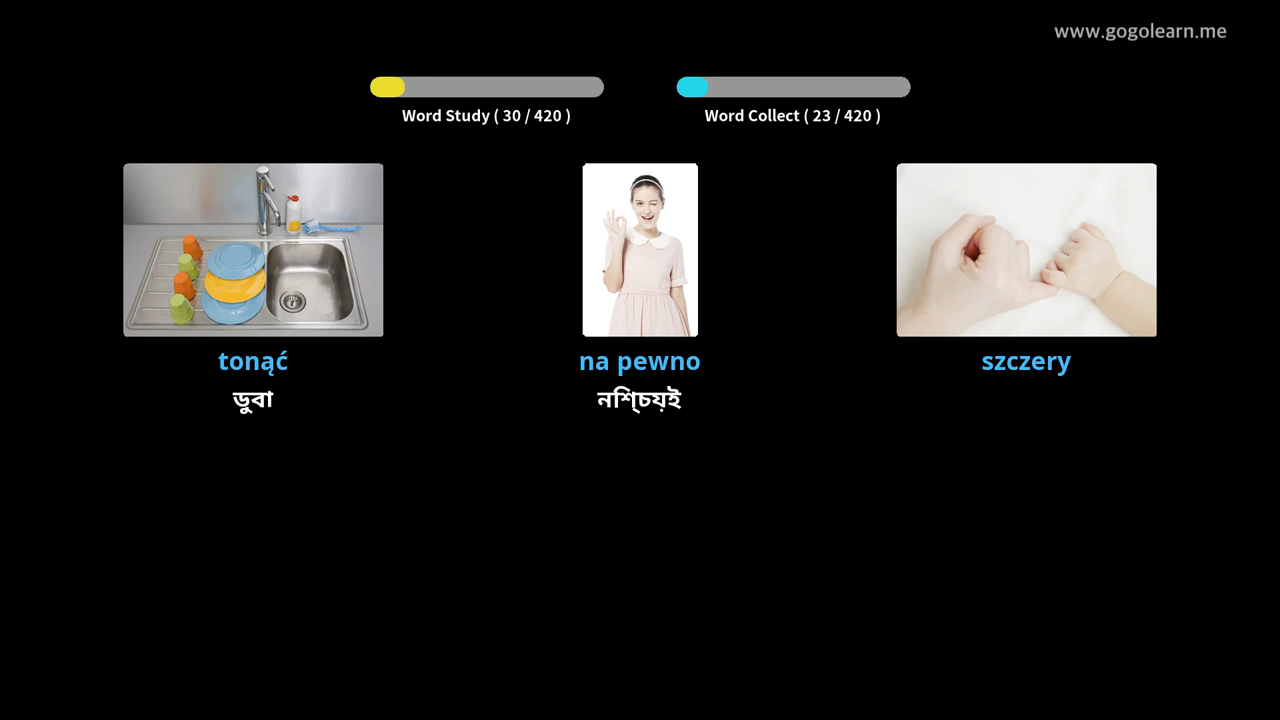 www.gogolearn.me
Word Study ( 30 / 420 )
Word Collect ( 23 / 420 )
tonąć
na pewno
szczery
ডুবা
নিশ্চয়ই